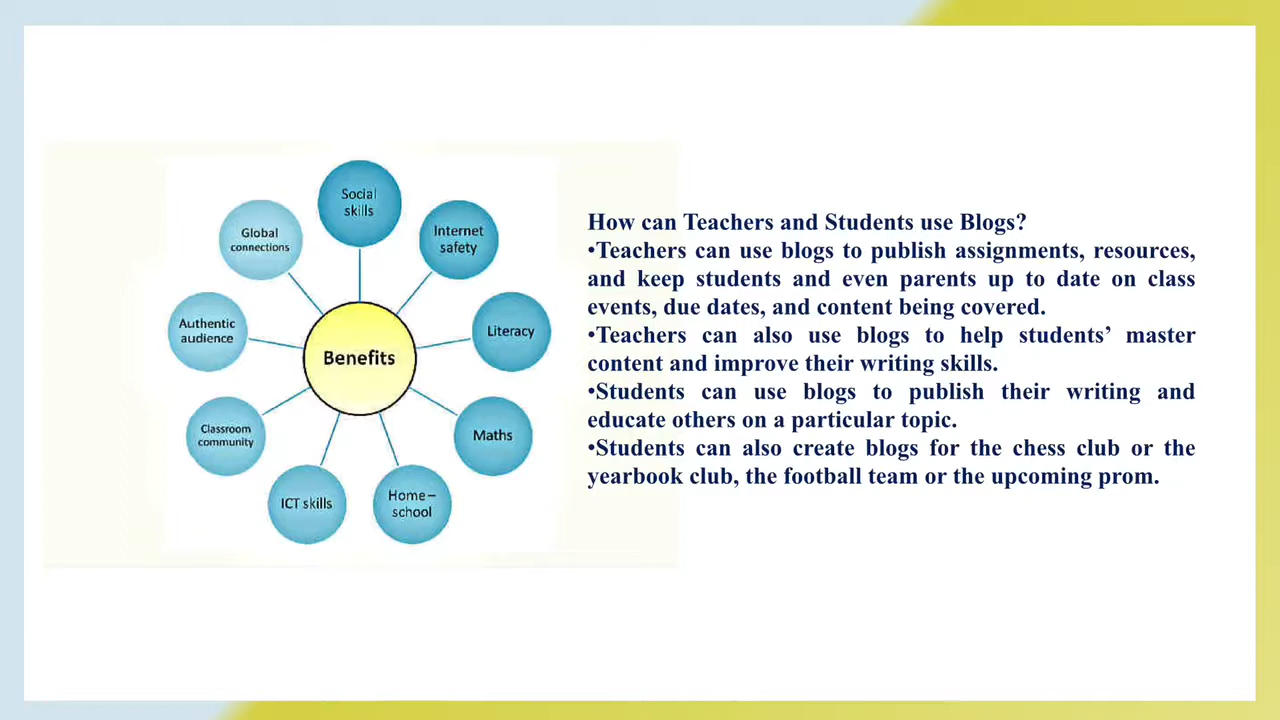 Social
skills
Internet
safety
Literacy
Maths
Home –
school
ICT skills
Classroom
community
Authentic
audience
Global
connections
Benefits
How can Teachers and Students use Blogs?
•Teachers can use blogs to publish assignments, resources,
and keep students and even parents up to date on class
events, due dates, and content being covered.
•Teachers can also use blogs to help students’ master
content and improve their writing skills.
•Students can use blogs to publish their writing and
educate others on a particular topic.
•Students can also create blogs for the chess club or the
yearbook club, the football team or the upcoming prom.